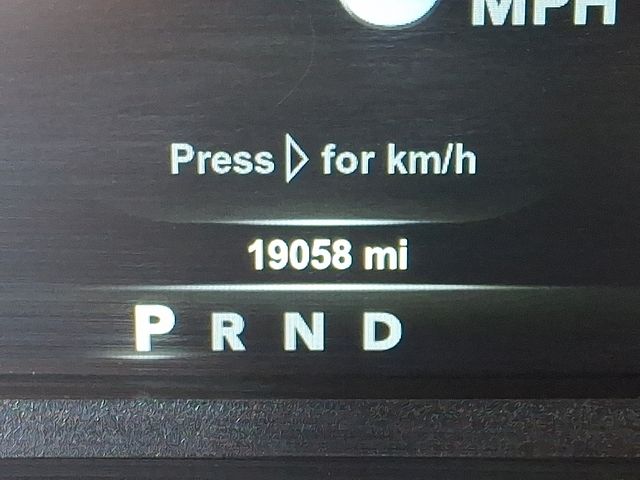 MPH
Press ▷ for km/h
19058 mi
P R N D